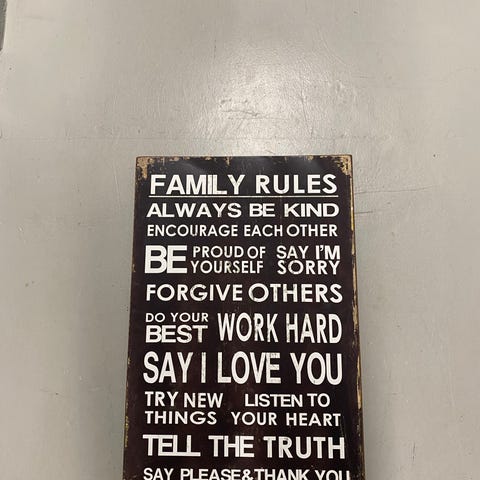 FAMILY RULES
ALWAYS BE KIND
ENCOURAGE EACH OTHER
BE PROUD OF YOURSELF SAY I'M SORRY
FORGIVE OTHERS
DO YOUR BEST WORK HARD
SAY I LOVE YOU
TRY NEW THINGS LISTEN TO YOUR HEART
TELL THE TRUTH
SAY PLEASE&THANK YOU